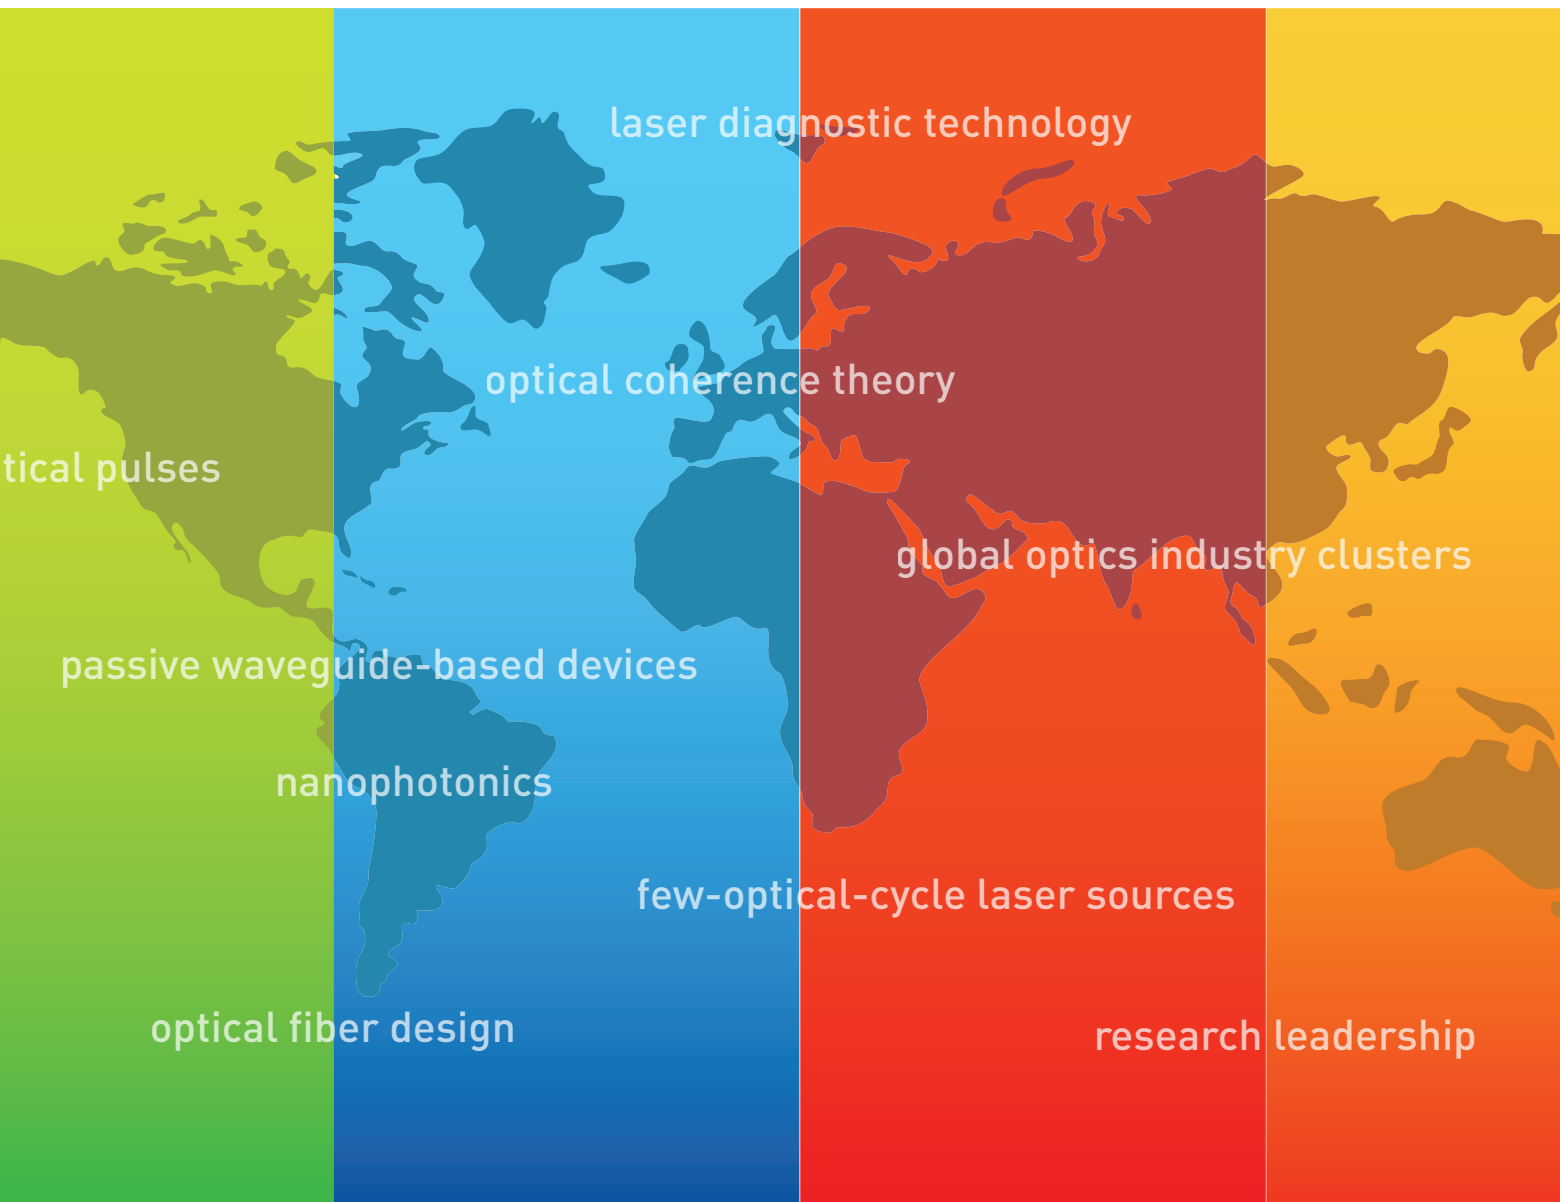 laser diagnostic technology
optical coherence theory
tical pulses
global optics industry clusters
passive waveguide-based devices
nanophotonics
few-optical-cycle laser sources
optical fiber design
research leadership